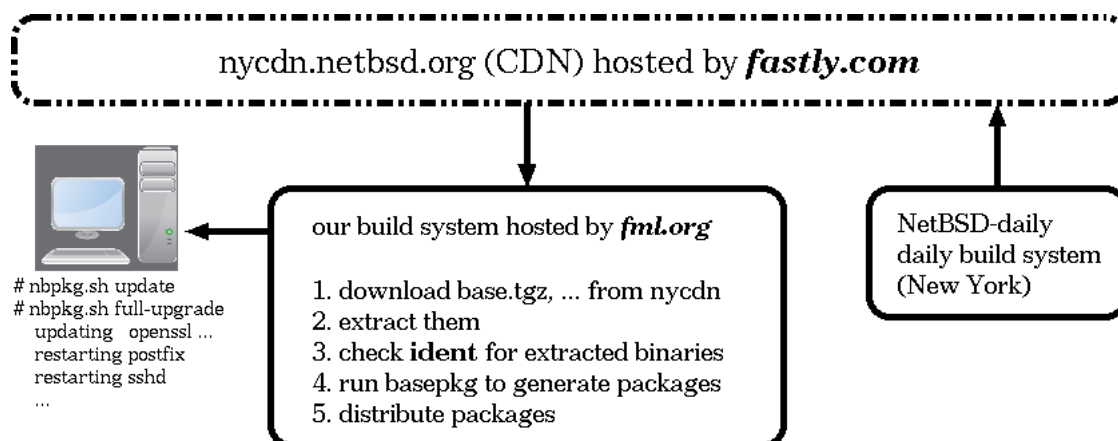 nycdn.netbsd.org (CDN) hosted by fastly.com
our build system hosted by fml.org
1. download base.tgz, ... from nycdn
2. extract them
3. check ident for extracted binaries
4. run basepkg to generate packages
5. distribute packages
NetBSD-daily
daily build system
(New York)
# nbpkg.sh update
# nbpkg.sh full-upgrade
updating openssl ...
restarting postfix
restarting sshd
...